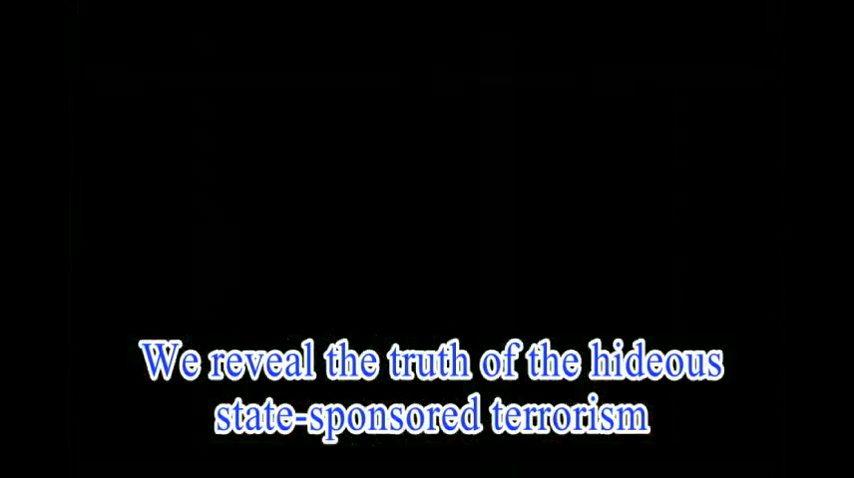 We reveal the truth of the hideous
state-sponsored terrorism